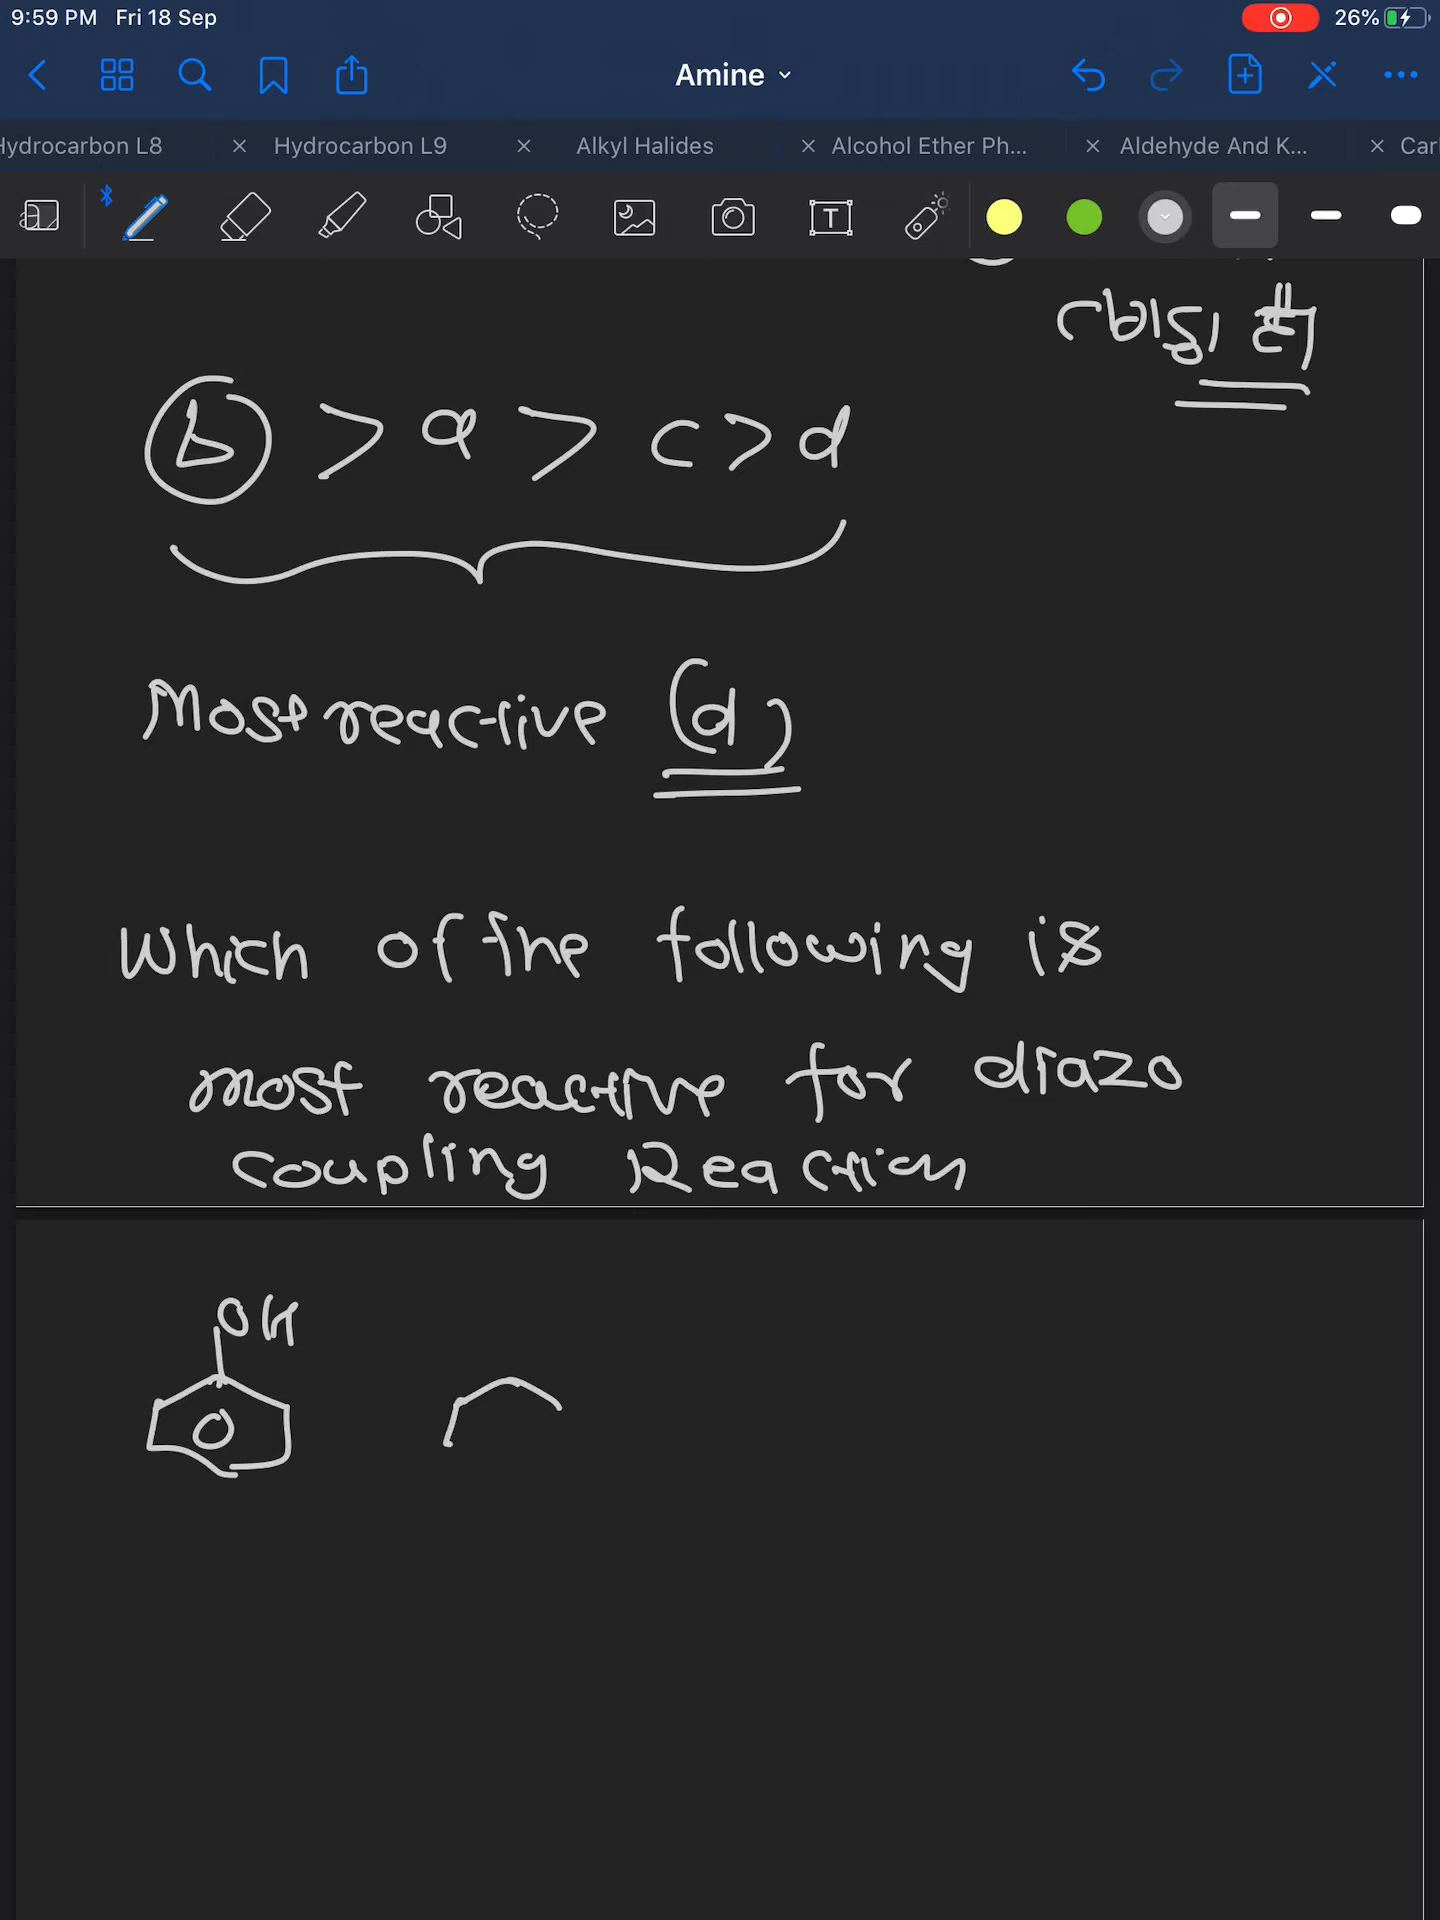 9:59 PM Fri 18 Sep 26%
Amine
Hydrocarbon L8 Hydrocarbon L9 Alkyl Halides Alcohol Ether Ph... Aldehyde And K... Carl
a T
b > a > c > d
Most reactive (d)
Which of the following is
most reactive for diazo
coupling Reaction
OH